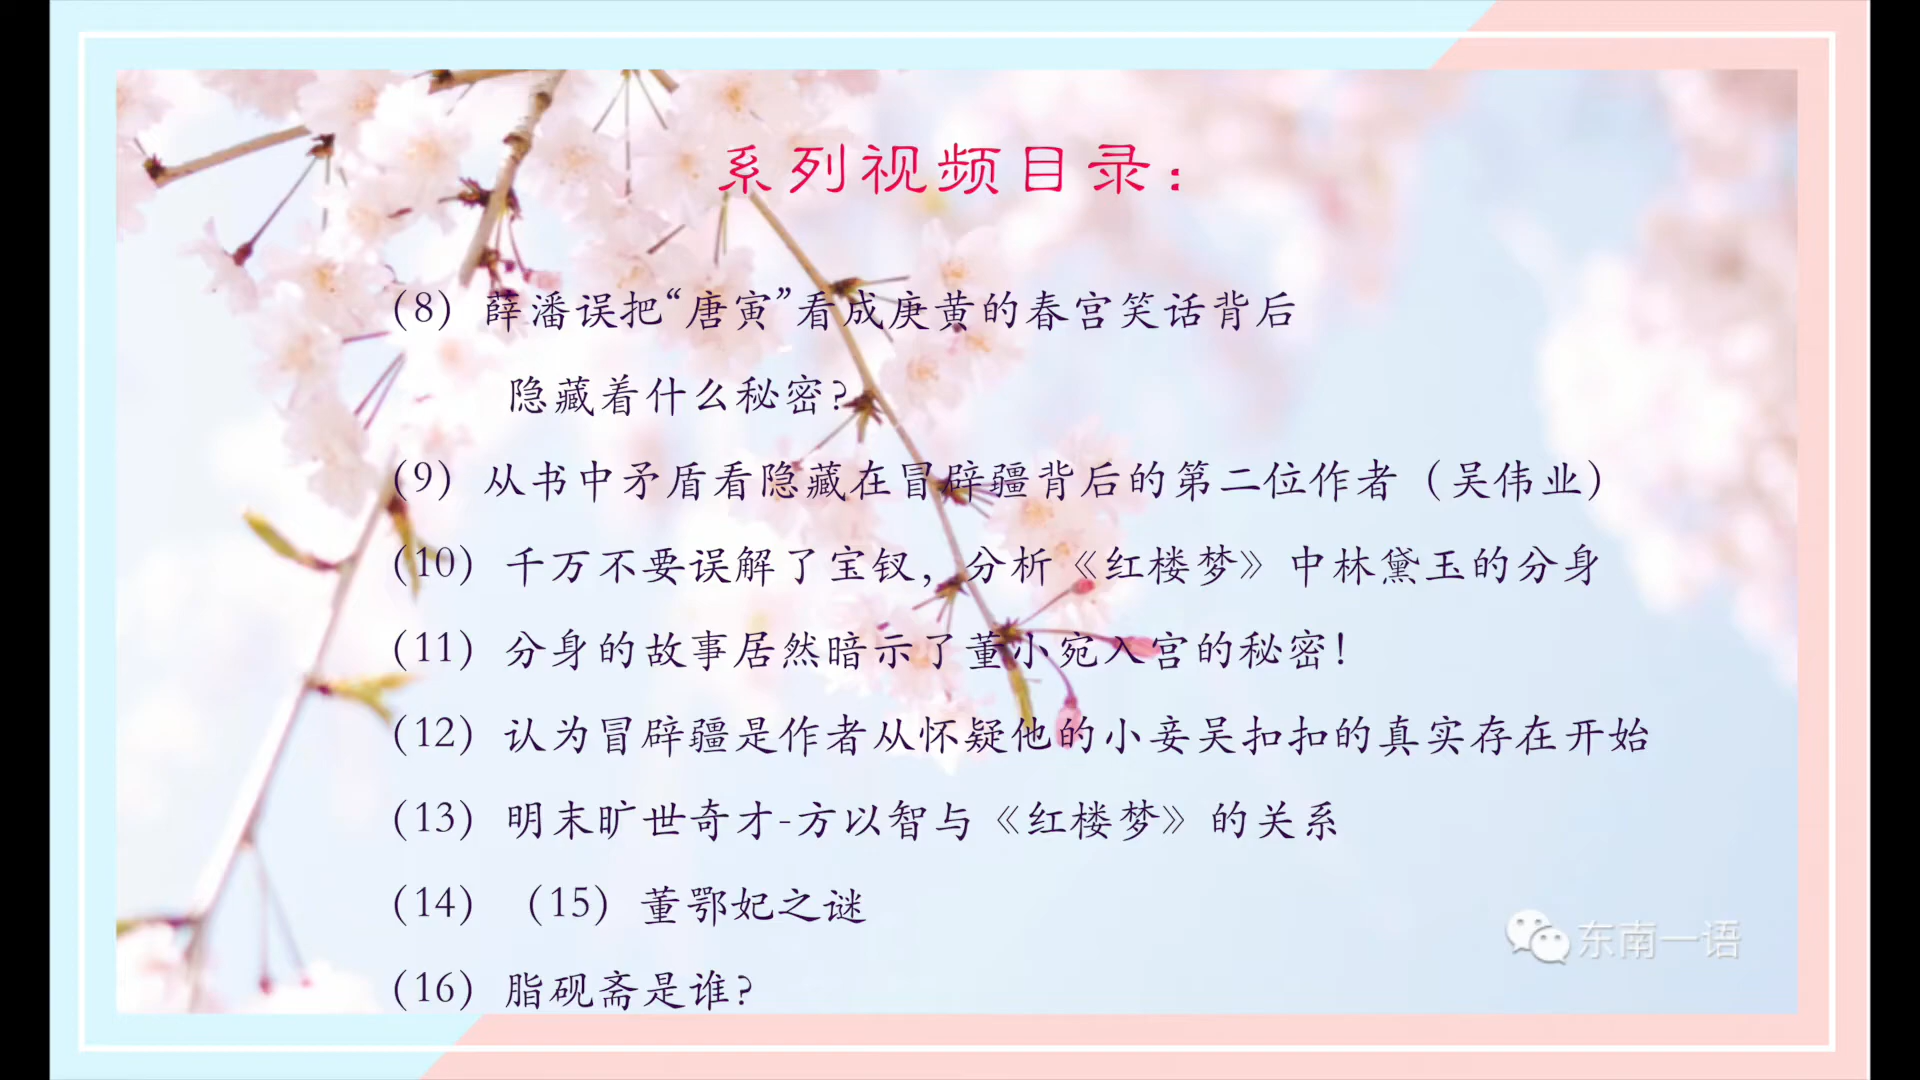 系列视频目录：
（8）薛潘误把“唐寅”看成庚黄的春宫笑话背后
隐藏着什么秘密?
（9）从书中矛盾看隐藏在冒辟疆背后的第二位作者（吴伟业）
（10）千万不要误解了宝钗，分析《红楼梦》中林黛玉的分身
（11）分身的故事居然暗示了董小宛入宫的秘密!
（12）认为冒辟疆是作者从怀疑他的小妾吴扣扣的真实存在开始
（13）明末旷世奇才-方以智与《红楼梦》的关系
（14）（15）董鄂妃之谜
（16）脂砚斋是谁?
东南一语